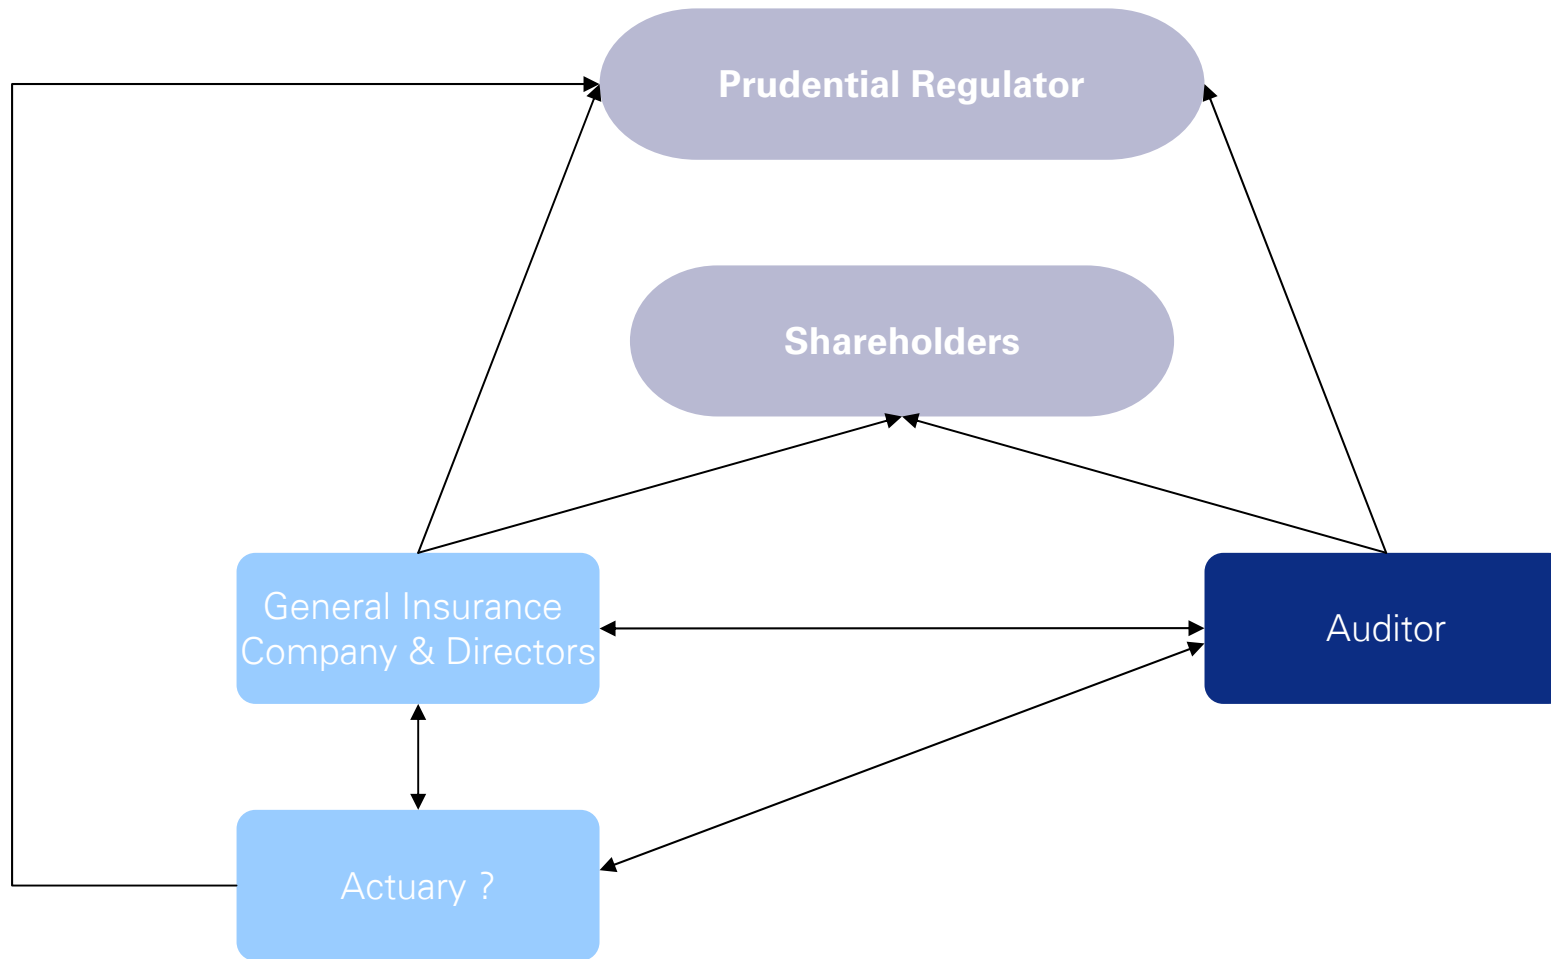 Prudential Regulator
Shareholders
General Insurance
Company & Directors
Auditor
Actuary ?